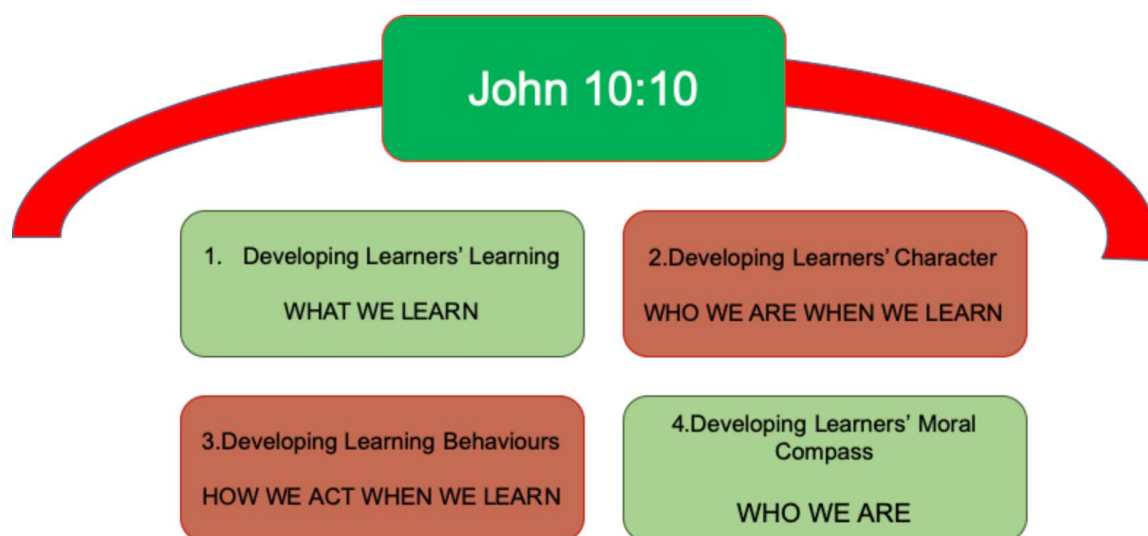 John 10:10
1. Developing Learners' Learning
WHAT WE LEARN
2.Developing Learners' Character
WHO WE ARE WHEN WE LEARN
3.Developing Learning Behaviours
HOW WE ACT WHEN WE LEARN
4.Developing Learners' Moral
Compass
WHO WE ARE